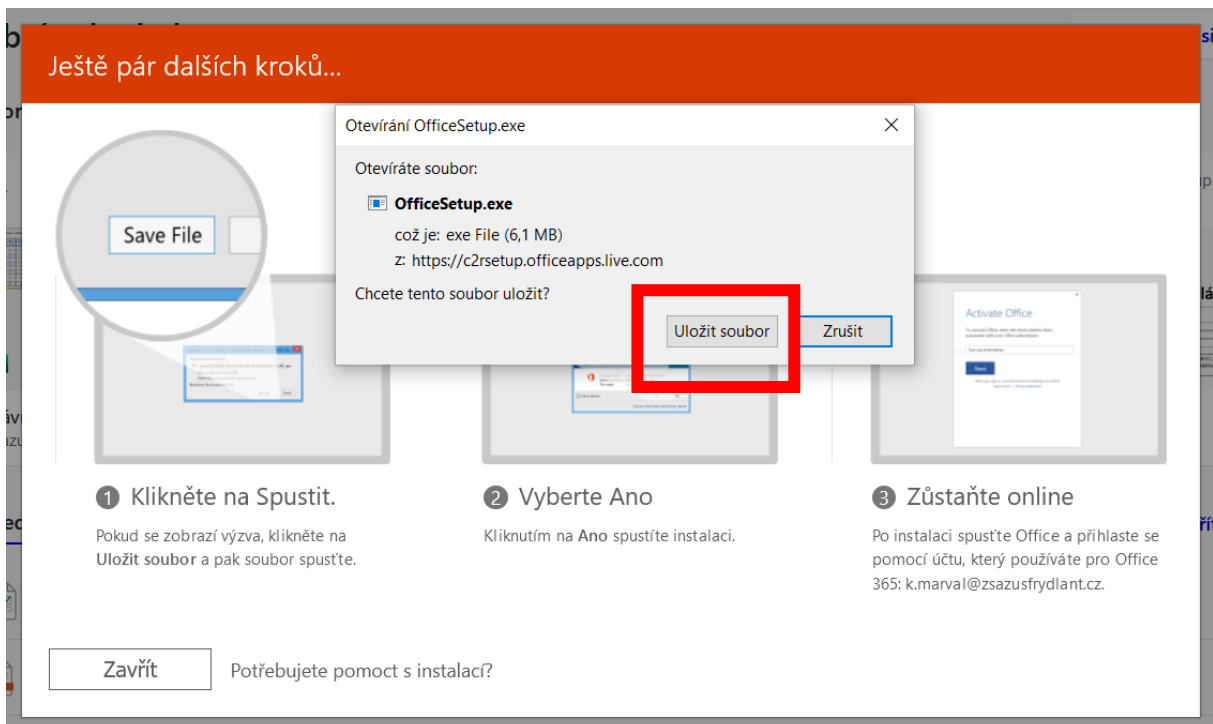 Ještě pár dalších kroků...
Otevírání OfficeSetup.exe
Otevíráte soubor:
OfficeSetup.exe
což je: exe File (6,1 MB)
z: https://c2rsetup.officeapps.live.com
Chcete tento soubor uložit?
Uložit soubor
Zrušit
Save File
Activate Office
1 Klikněte na Spustit.
Pokud se zobrazí výzva, klikněte na
Uložit soubor a pak soubor spusťte.
2 Vyberte Ano
Kliknutím na Ano spustíte instalaci.
3 Zůstaňte online
Po instalaci spusťte Office a přihlaste se
pomocí účtu, který používáte pro Office
365: k.marval@zsazusfrydlant.cz.
Zavřít
Potřebujete pomoct s instalací?